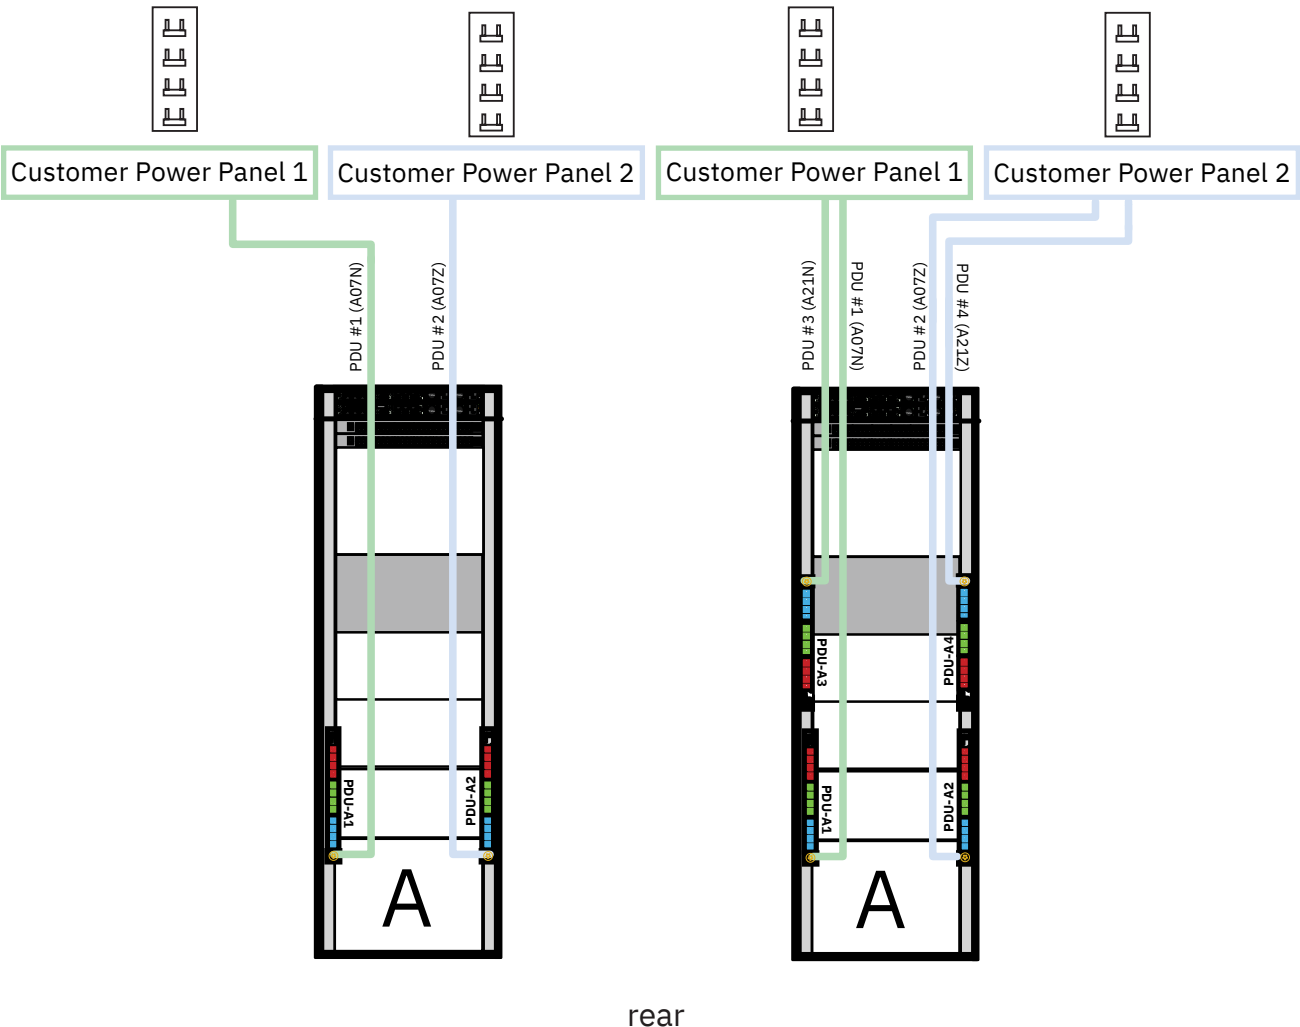 Customer Power Panel 1
Customer Power Panel 2
Customer Power Panel 1
Customer Power Panel 2
PDU #1 (A07N)
PDU #2 (A07Z)
PDU #3 (A21N)
PDU #1 (A07N)
PDU #2 (A07Z)
PDU #4 (A21Z)
PDU-A3
PDU-A4
PDU-A1
PDU-A2
PDU-A1
PDU-A2
A
A
rear